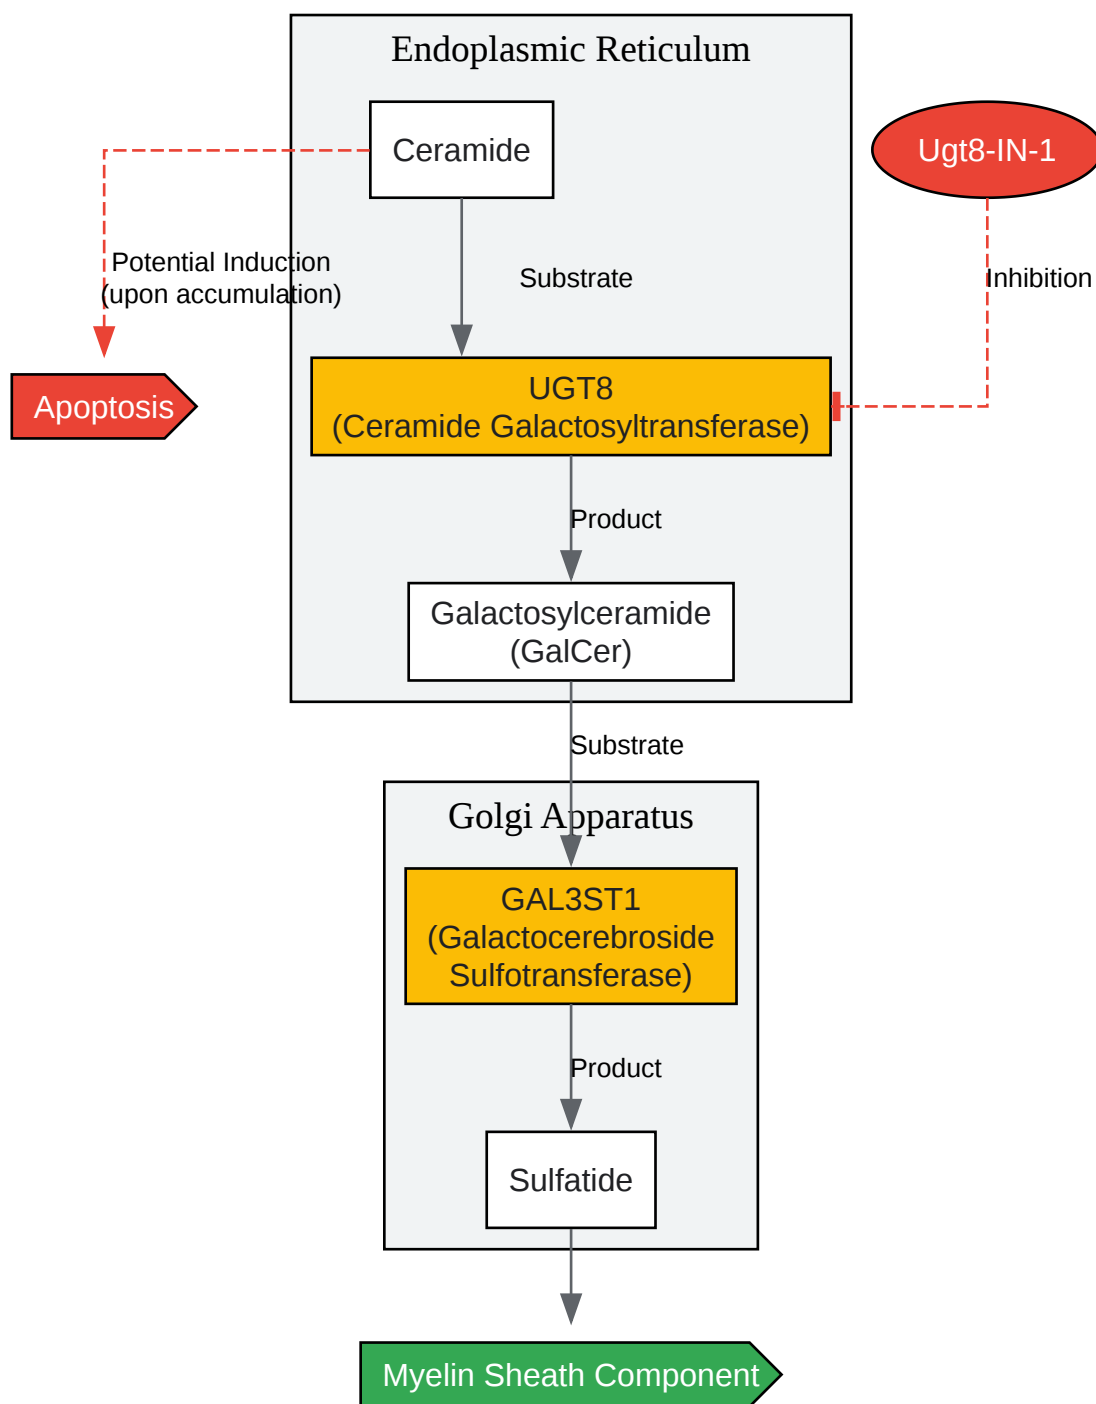 Endoplasmic Reticulum
Ceramide
Ugt8-IN-1
Potential Induction
(upon accumulation)
Substrate
Inhibition
Apoptosis
UGT8
(Ceramide Galactosyltransferase)
Product
Galactosylceramide
(GalCer)
Substrate
Golgi Apparatus
GAL3ST1
(Galactocerebroside
Sulfotransferase)
Product
Sulfatide
Myelin Sheath Component